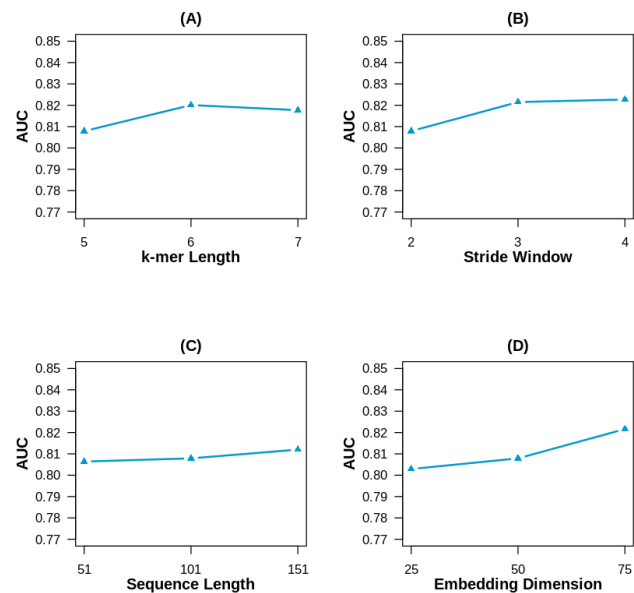 (A)
AUC
0.85
0.84
0.83
0.82
0.81
0.80
0.79
0.78
0.77
5 6 7
k-mer Length
(B)
AUC
0.85
0.84
0.83
0.82
0.81
0.80
0.79
0.78
0.77
2 3 4
Stride Window
(C)
AUC
0.85
0.84
0.83
0.82
0.81
0.80
0.79
0.78
0.77
51 101 151
Sequence Length
(D)
AUC
0.85
0.84
0.83
0.82
0.81
0.80
0.79
0.78
0.77
25 50 75
Embedding Dimension